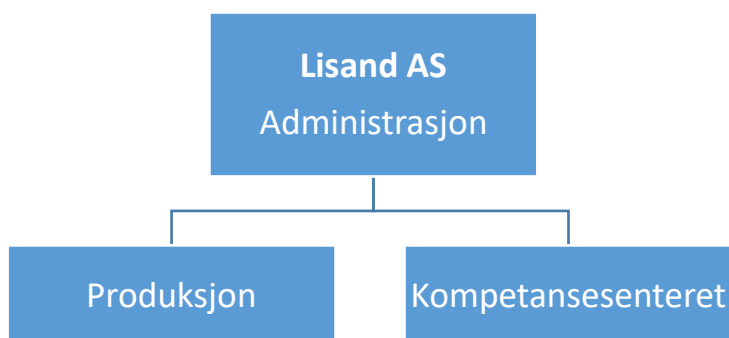 Lisand AS
Administrasjon
Produksjon
Kompetansesenteret